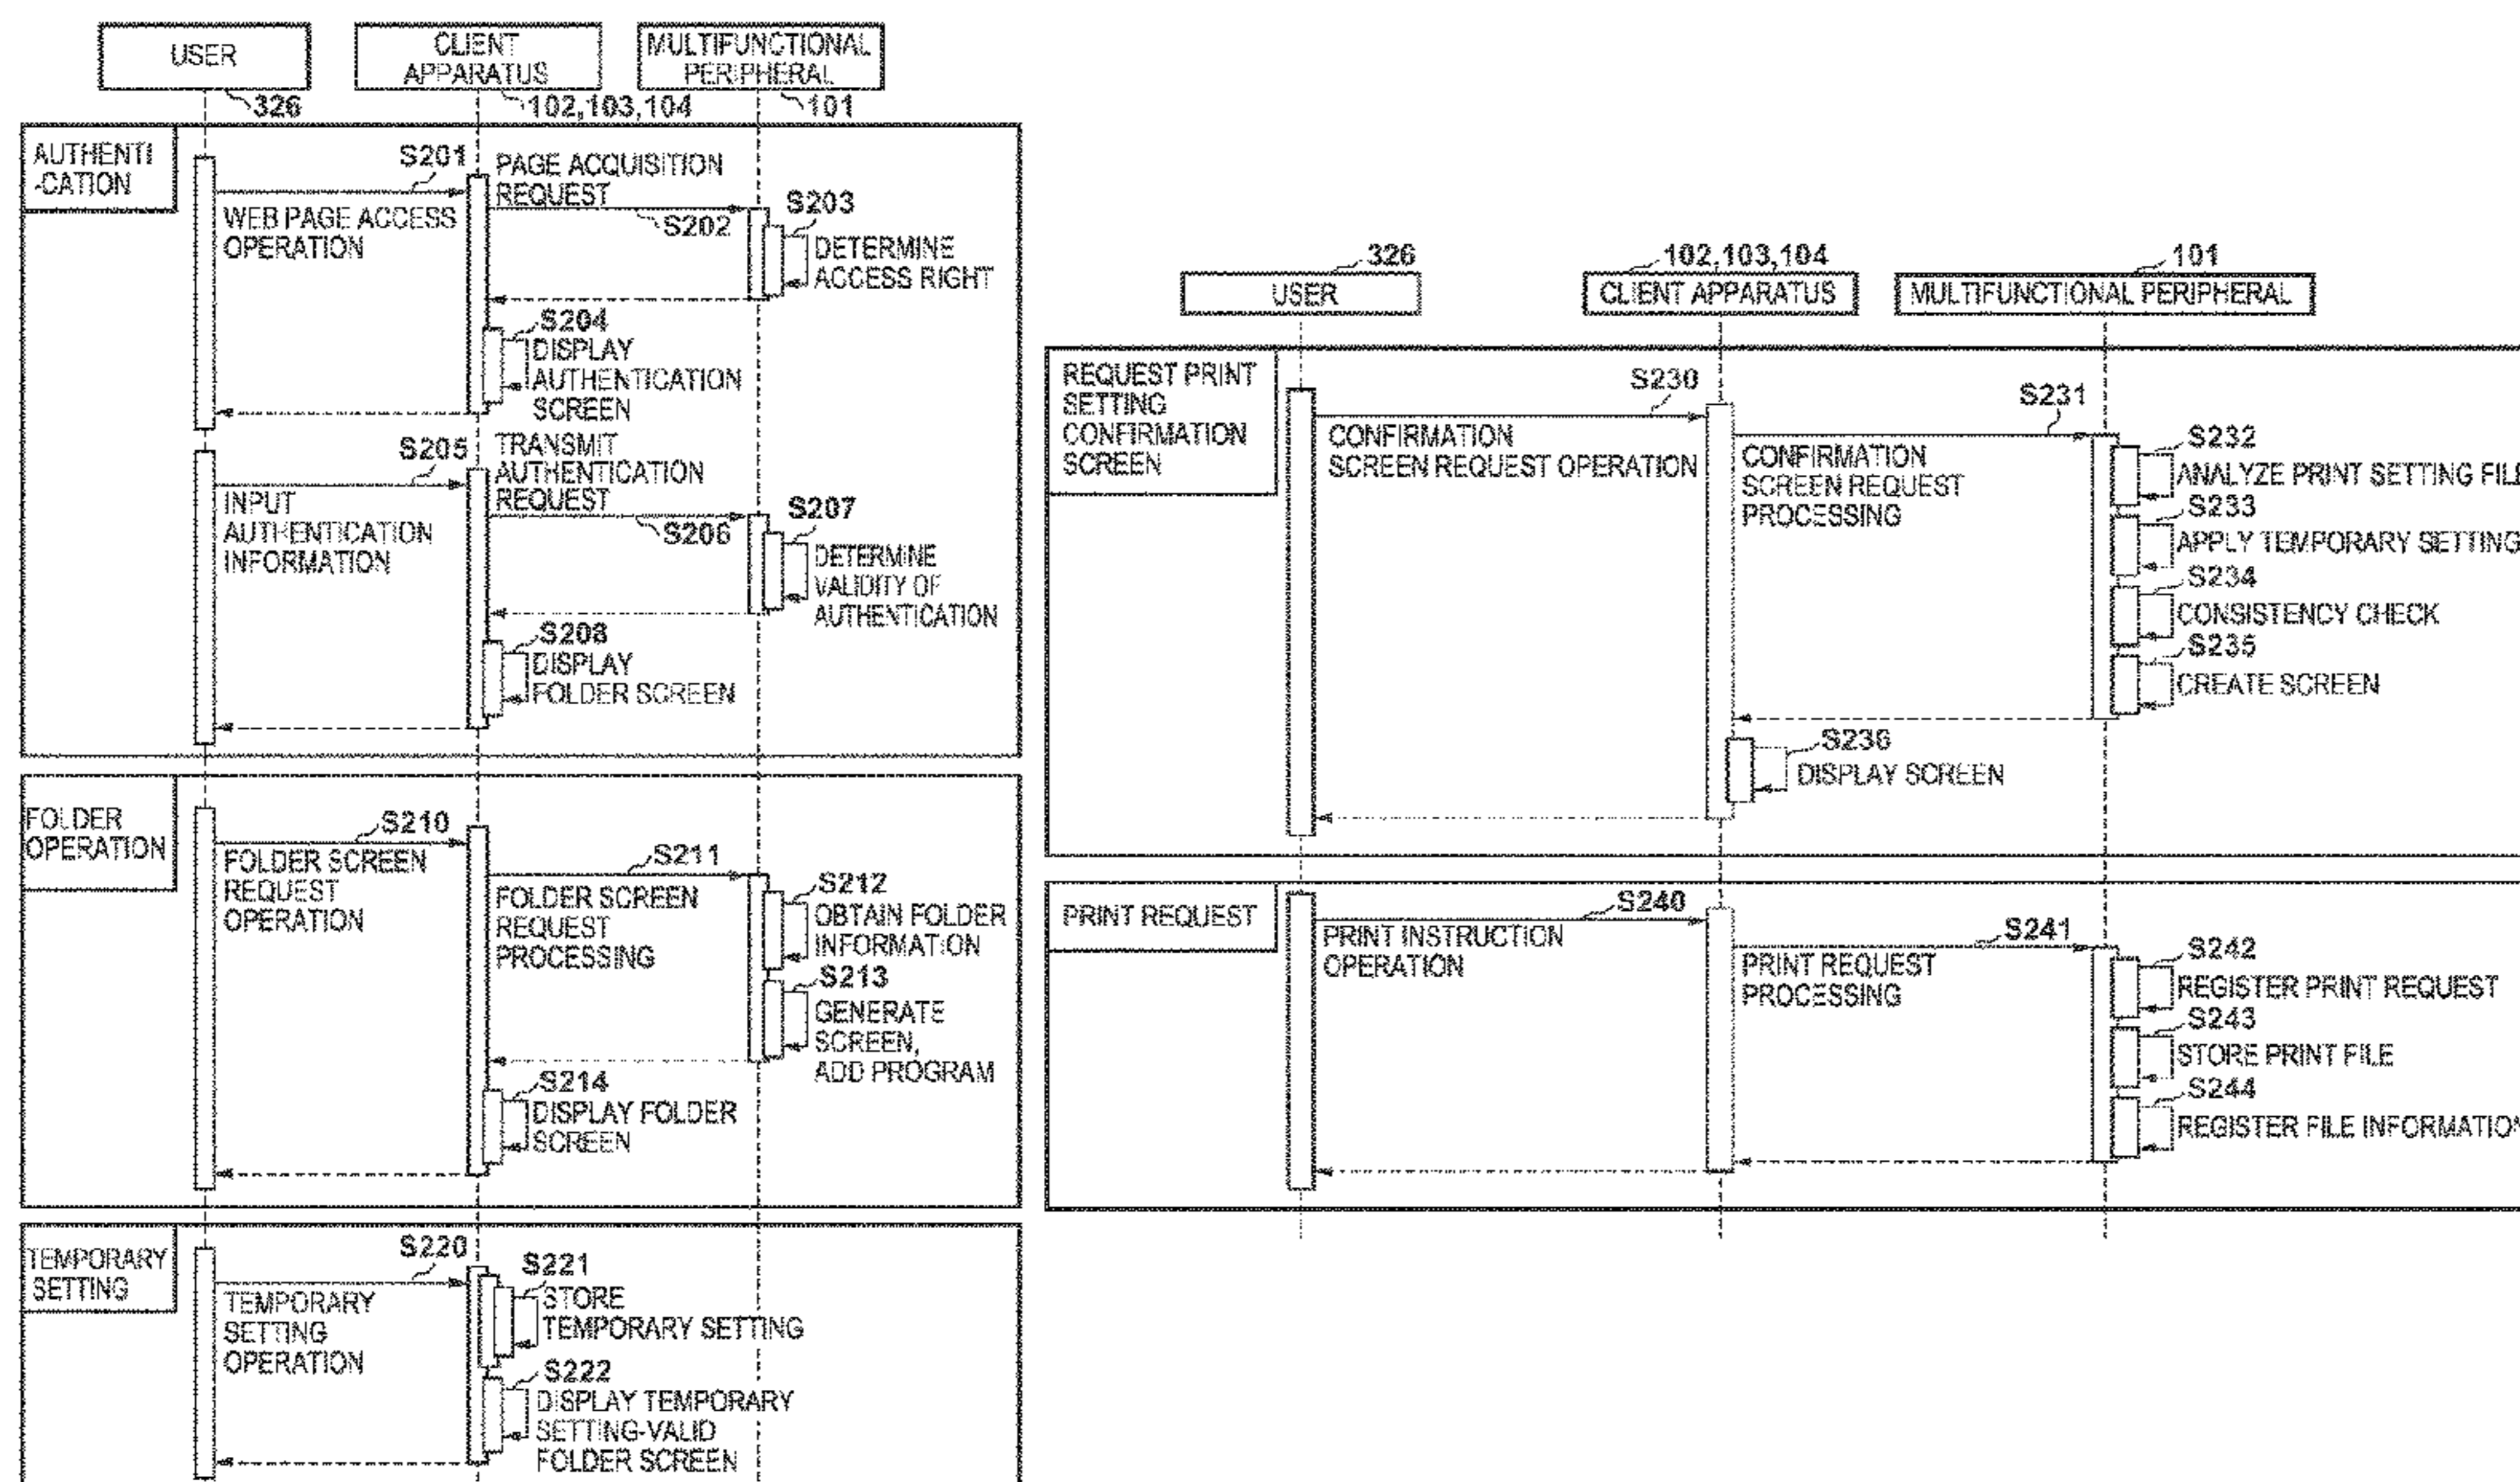 USER
CLIENT
APPARATUS
MULTIFUNCTIONAL
PERIPHERAL
326
102,103,104
101
AUTHENTI
-CATION
S201
WEB PAGE ACCESS
OPERATION
PAGE ACQUISITION
REQUEST
S202
S203
DETERMINE
ACCESS RIGHT
S204
DISPLAY
AUTHENTICATION
SCREEN
S205
INPUT
AUTHENTICATION
INFORMATION
TRANSMIT
AUTHENTICATION
REQUEST
S206
S207
DETERMINE
VALIDITY OF
AUTHENTICATION
S208
DISPLAY
FOLDER SCREEN
FOLDER
OPERATION
S210
FOLDER SCREEN
REQUEST
OPERATION
S211
FOLDER SCREEN
REQUEST
PROCESSING
S212
OBTAIN FOLDER
INFORMATION
S213
GENERATE
SCREEN,
ADD PROGRAM
S214
DISPLAY FOLDER
SCREEN
TEMPORARY
SETTING
S220
TEMPORARY
SETTING
OPERATION
S221
STORE
TEMPORARY SETTING
S222
DISPLAY TEMPORARY
SETTING-VALID
FOLDER SCREEN
326
102,103,104
101
USER
CLIENT APPARATUS
MULTIFUNCTIONAL PERIPHERAL
REQUEST PRINT
SETTING
CONFIRMATION
SCREEN
S230
CONFIRMATION
SCREEN REQUEST OPERATION
S231
CONFIRMATION
SCREEN REQUEST
PROCESSING
S232
ANALYZE PRINT SETTING FILE
S233
APPLY TEMPORARY SETTING
S234
CONSISTENCY CHECK
S235
CREATE SCREEN
S236
DISPLAY SCREEN
PRINT REQUEST
S240
PRINT INSTRUCTION
OPERATION
S241
PRINT REQUEST
PROCESSING
S242
REGISTER PRINT REQUEST
S243
STORE PRINT FILE
S244
REGISTER FILE INFORMATION